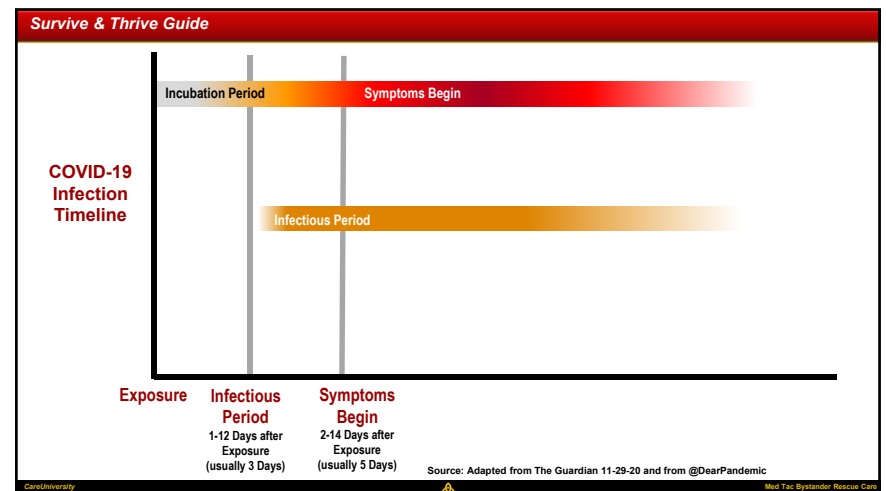 Survive & Thrive Guide
Incubation Period
Symptoms Begin
COVID-19
Infection
Timeline
Infectious Period
Exposure
Infectious
Period
1-12 Days after
Exposure
(usually 3 Days)
Symptoms
Begin
2-14 Days after
Exposure
(usually 5 Days)
Source: Adapted from The Guardian 11-29-20 and from @DearPandemic
CareUniversity
Med Tac Bystander Rescue Care